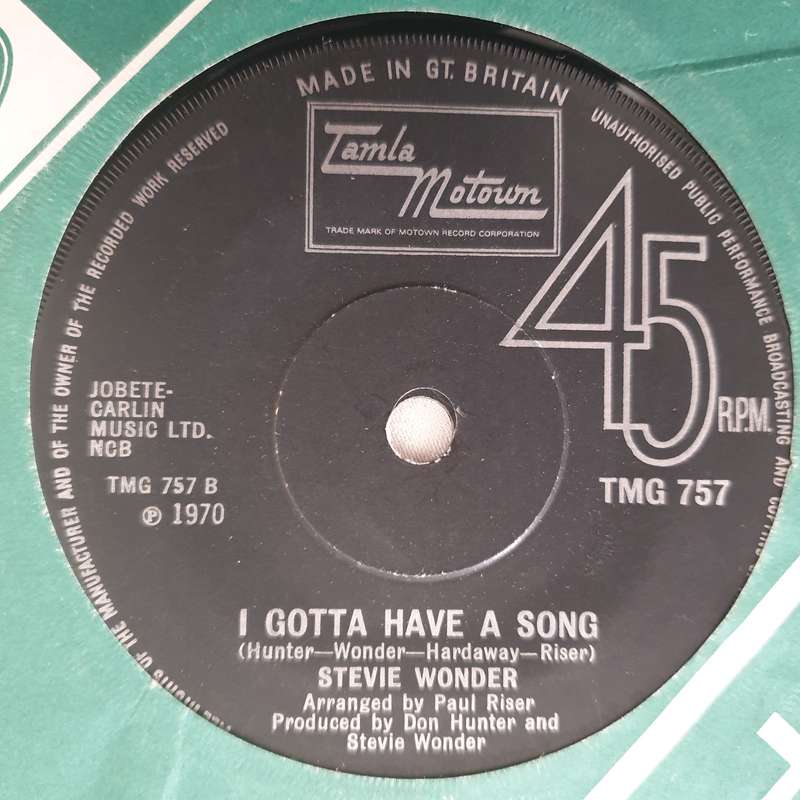 MADE IN GT. BRITAIN
Tamla
Motown
TRADE MARK OF MOTOWN RECORD CORPORATION
UNAUTHORISED PUBLIC PERFORMANCE BROADCASTING AND
45
R.P.M.
TMG 757
JOBETE-
CARLIN
MUSIC LTD.
NCB
TMG 757 B
℗ 1970
OF THE MANUFACTURER AND OF THE OWNER OF THE RECORDED WORK RESERVED
I GOTTA HAVE A SONG
(Hunter—Wonder—Hardaway—Riser)
STEVIE WONDER
Arranged by Paul Riser
Produced by Don Hunter and
Stevie Wonder